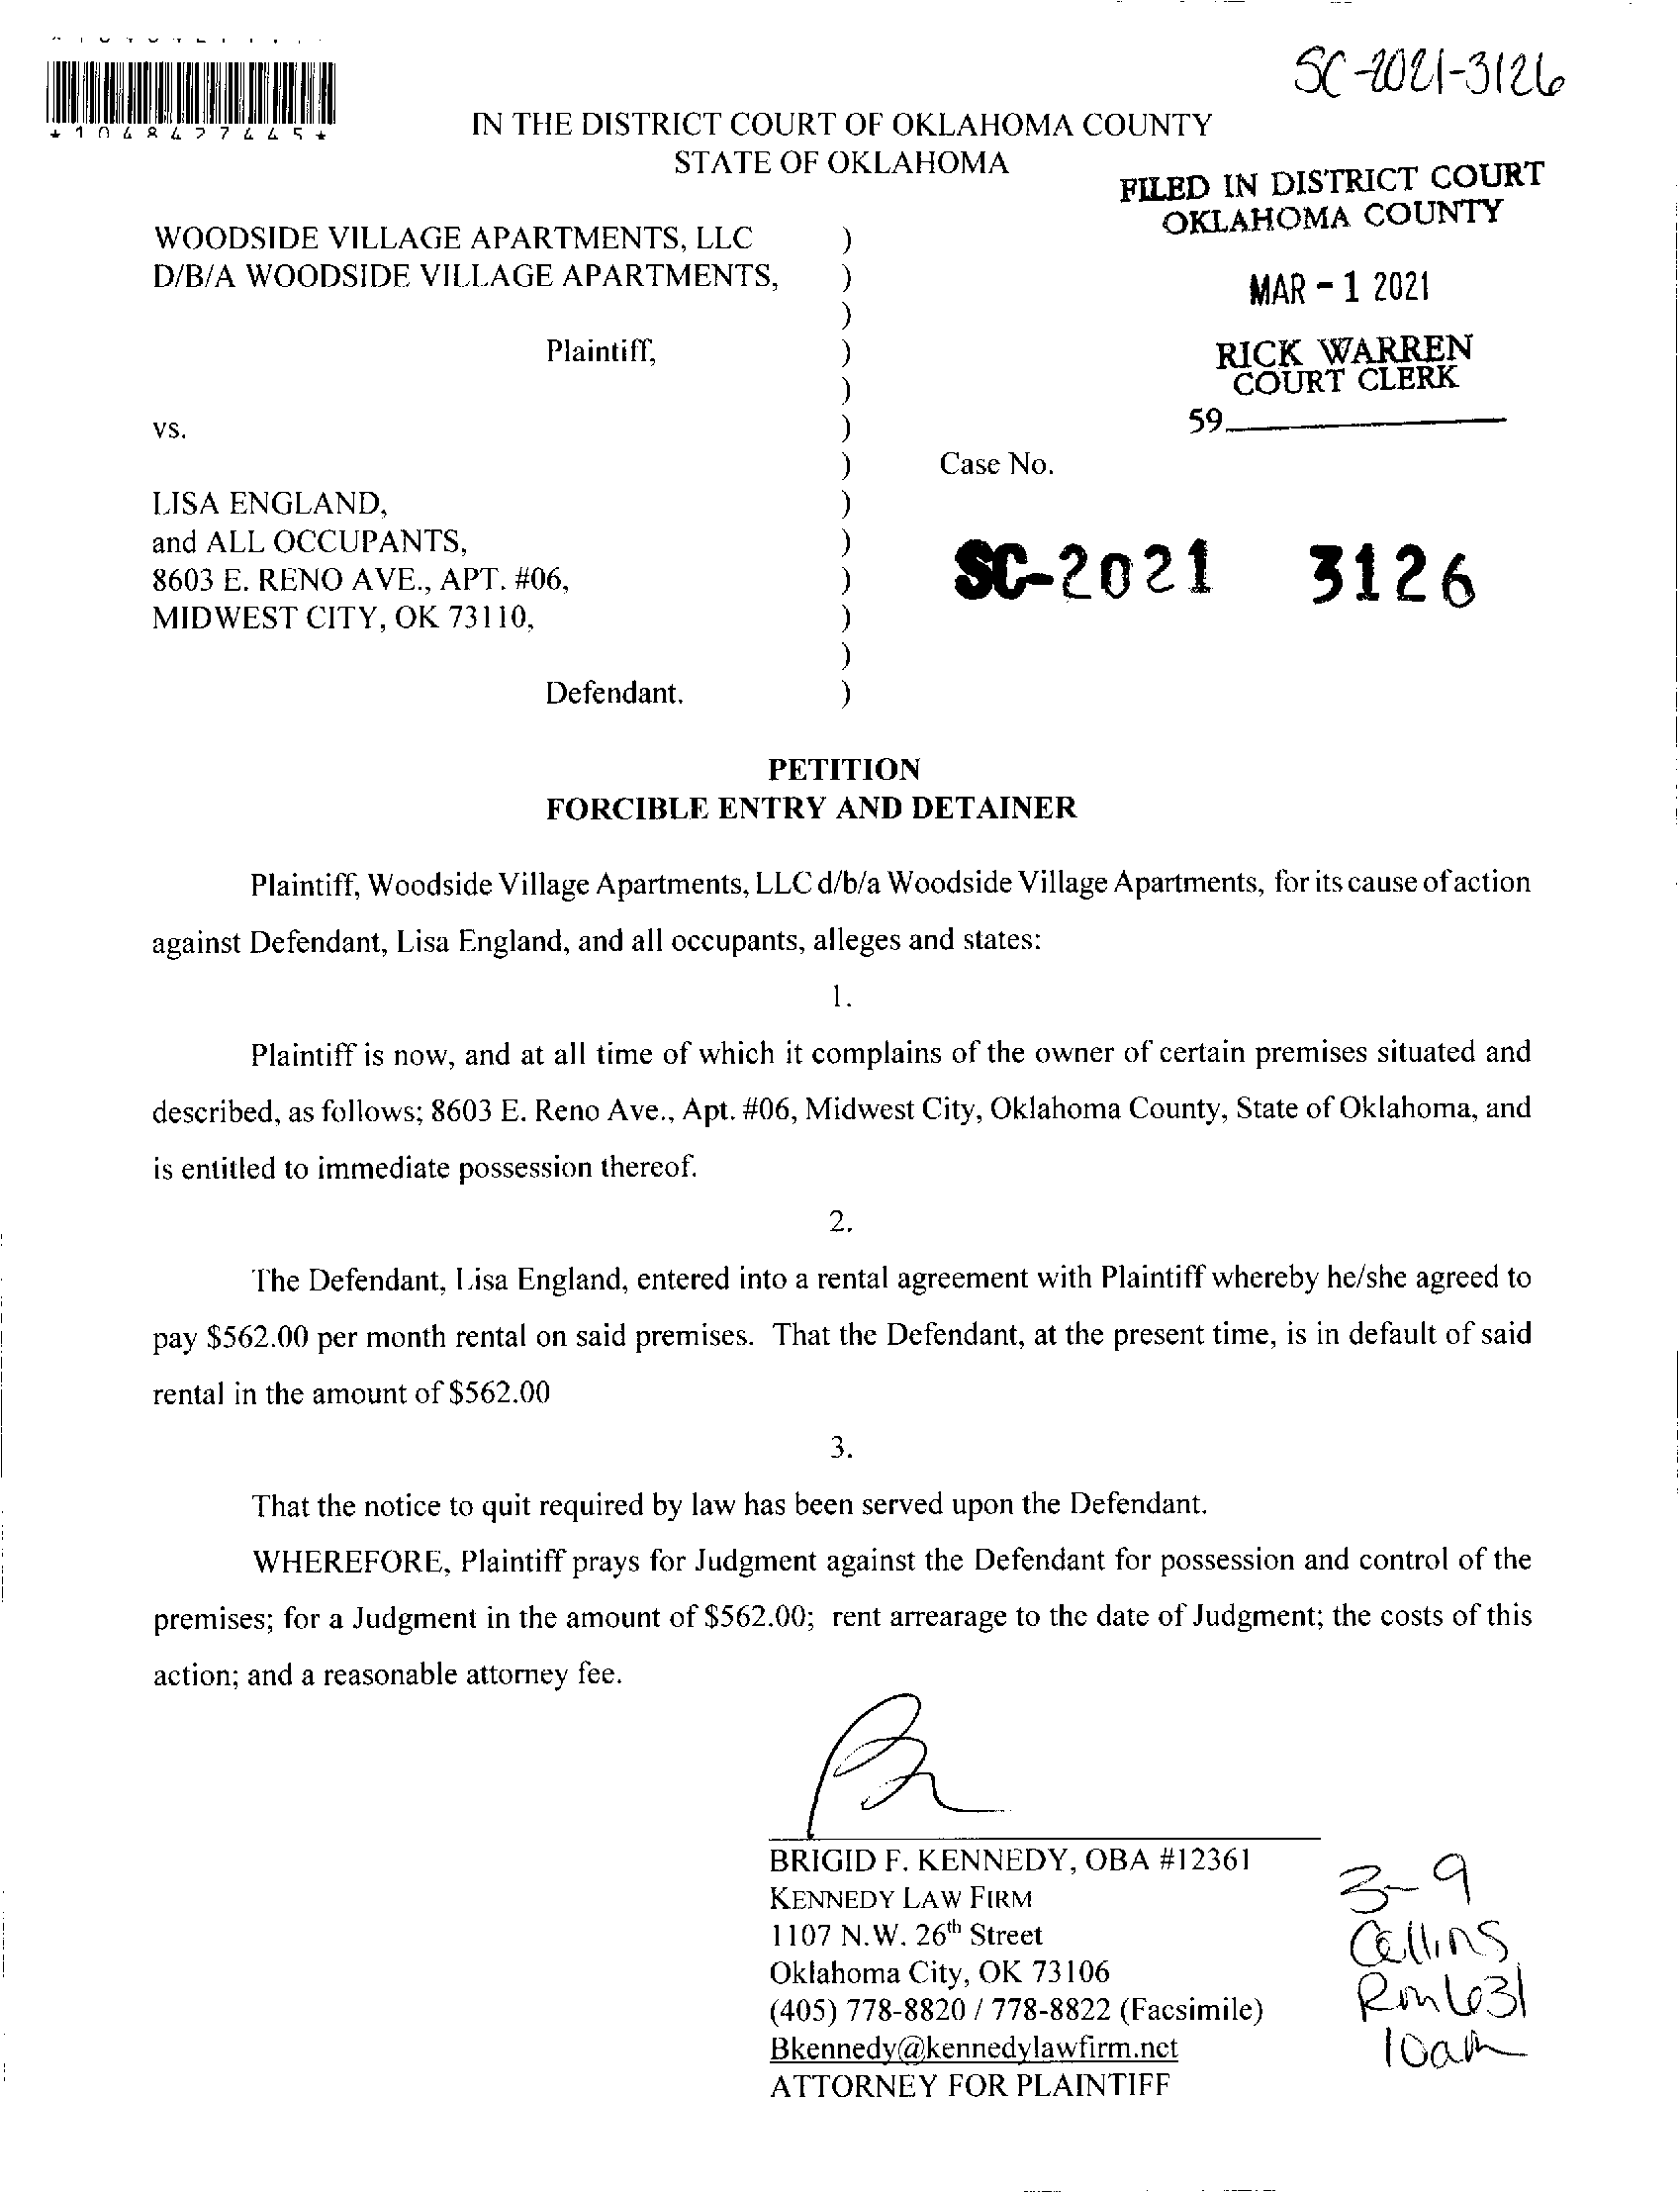 SC-2021-3126
*1048427445*
IN THE DISTRICT COURT OF OKLAHOMA COUNTY
STATE OF OKLAHOMA
FILED IN DISTRICT COURT
OKLAHOMA COUNTY
MAR - 1 2021
RICK WARREN
COURT CLERK
59
WOODSIDE VILLAGE APARTMENTS, LLC )
D/B/A WOODSIDE VILLAGE APARTMENTS, )
)
Plaintiff, )
)
vs. )
) Case No.
LISA ENGLAND, )
and ALL OCCUPANTS, )
8603 E. RENO AVE., APT. #06, ) SC-2021 3126
MIDWEST CITY, OK 73110, )
)
Defendant. )
PETITION
FORCIBLE ENTRY AND DETAINER
Plaintiff, Woodside Village Apartments, LLC d/b/a Woodside Village Apartments, for its cause of action
against Defendant, Lisa England, and all occupants, alleges and states:
1.
Plaintiff is now, and at all time of which it complains of the owner of certain premises situated and
described, as follows; 8603 E. Reno Ave., Apt. #06, Midwest City, Oklahoma County, State of Oklahoma, and
is entitled to immediate possession thereof.
2.
The Defendant, Lisa England, entered into a rental agreement with Plaintiff whereby he/she agreed to
pay $562.00 per month rental on said premises. That the Defendant, at the present time, is in default of said
rental in the amount of $562.00
3.
That the notice to quit required by law has been served upon the Defendant.
WHEREFORE, Plaintiff prays for Judgment against the Defendant for possession and control of the
premises; for a Judgment in the amount of $562.00; rent arrearage to the date of Judgment; the costs of this
action; and a reasonable attorney fee.
BRIGID F. KENNEDY, OBA #12361
KENNEDY LAW FIRM
1107 N.W. 26th Street
Oklahoma City, OK 73106
(405) 778-8820 / 778-8822 (Facsimile)
Bkennedy@kennedylawfirm.net
ATTORNEY FOR PLAINTIFF
3-9
Collins
Rm 631
10am